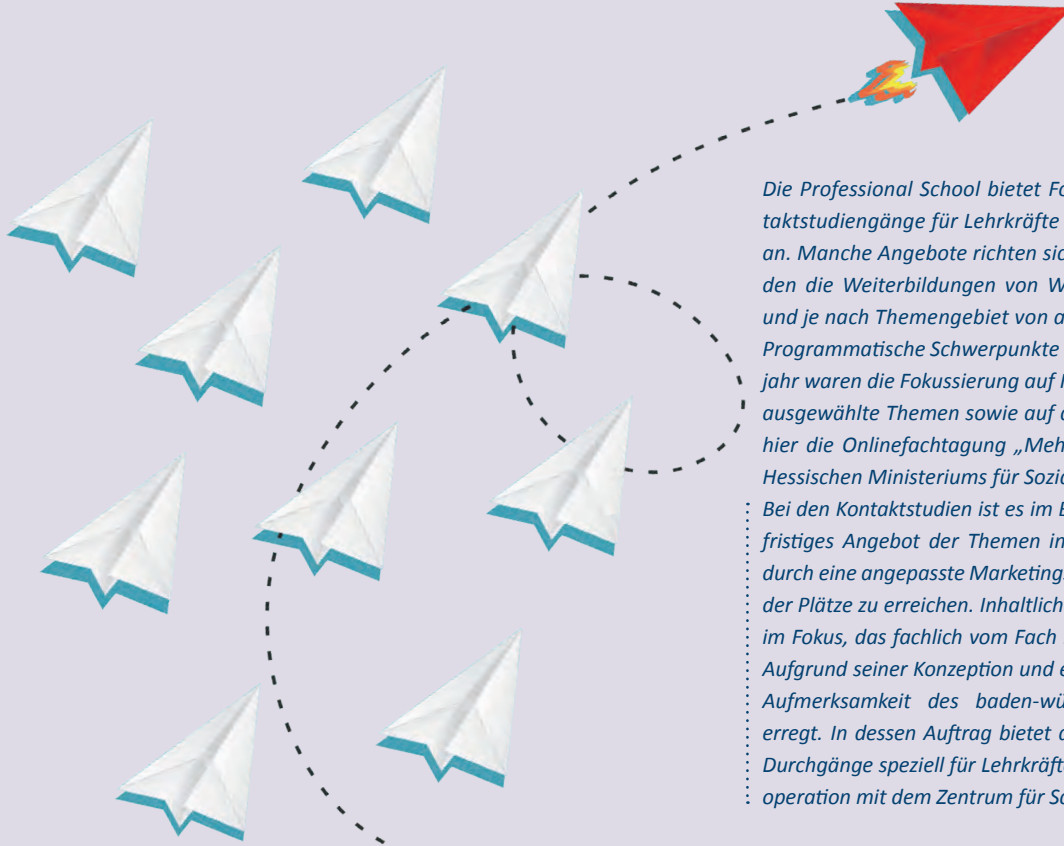 Die Professional School bietet Fo
taktstudiengänge für Lehrkräfte
an. Manche Angebote richten sic
den die Weiterbildungen von W
und je nach Themengebiet von a
Programmatische Schwerpunkte
jahr waren die Fokussierung auf
ausgewählte Themen sowie auf
hier die Onlinefachtagung „Meh
Hessischen Ministeriums für Sozi
Bei den Kontaktstudien ist es im
fristiges Angebot der Themen in
durch eine angepasste Marketing
der Plätze zu erreichen. Inhaltlich
im Fokus, das fachlich vom Fach
Aufgrund seiner Konzeption und e
Aufmerksamkeit des baden-wü
erregt. In dessen Auftrag bietet
Durchgänge speziell für Lehrkräft
operation mit dem Zentrum für S